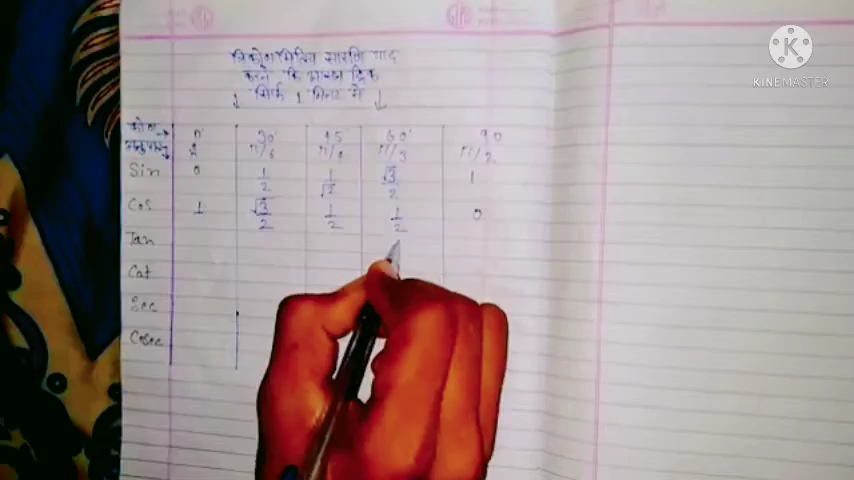 KINEMASTER
त्रिकोणमितिय सारणि याद
करने कि मास्टर ट्रिक
↓ सिर्फ 1 मिनट में ↓
कोण→ 0° 30° 45 60° 90
π/6 π/4 π/3 π/2
Sin 0 1/2 1/√2 √3/2 1
Cos 1 √3/2 1/2 1/2 0
Tan
Cot
Sec
Cosec